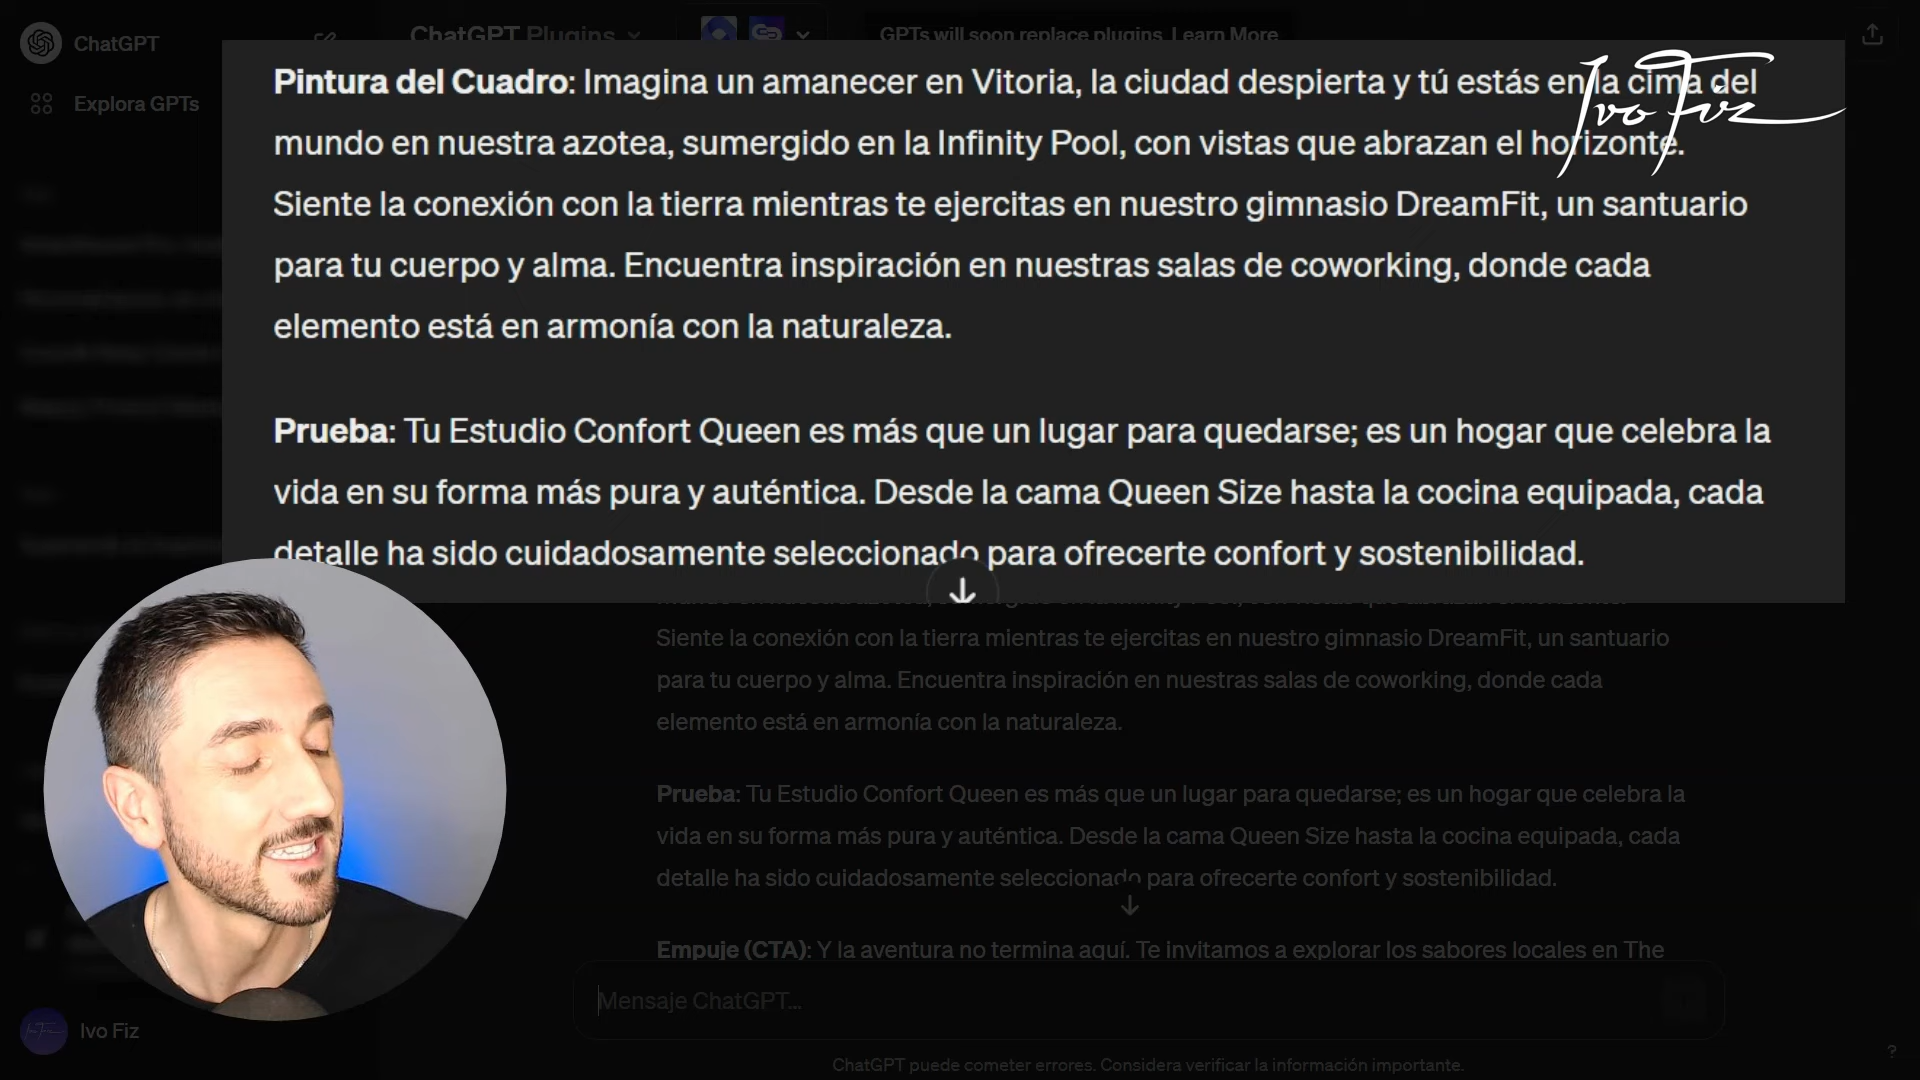 ChatGPT
Explora GPTs
ChatGPT Plugins
GPTs will soon replace plugins. Learn More
Ivo Fiz
Pintura del Cuadro: Imagina un amanecer en Vitoria, la ciudad despierta y tú estás en la cima del
mundo en nuestra azotea, sumergido en la Infinity Pool, con vistas que abrazan el horizonte.
Siente la conexión con la tierra mientras te ejercitas en nuestro gimnasio DreamFit, un santuario
para tu cuerpo y alma. Encuentra inspiración en nuestras salas de coworking, donde cada
elemento está en armonía con la naturaleza.
Prueba: Tu Estudio Confort Queen es más que un lugar para quedarse; es un hogar que celebra la
vida en su forma más pura y auténtica. Desde la cama Queen Size hasta la cocina equipada, cada
detalle ha sido cuidadosamente seleccionado para ofrecerte confort y sostenibilidad.
Siente la conexión con la tierra mientras te ejercitas en nuestro gimnasio DreamFit, un santuario
para tu cuerpo y alma. Encuentra inspiración en nuestras salas de coworking, donde cada
elemento está en armonía con la naturaleza.
Prueba: Tu Estudio Confort Queen es más que un lugar para quedarse; es un hogar que celebra la
vida en su forma más pura y auténtica. Desde la cama Queen Size hasta la cocina equipada, cada
detalle ha sido cuidadosamente seleccionado para ofrecerte confort y sostenibilidad.
Empuje (CTA): Y la aventura no termina aquí. Te invitamos a explorar los sabores locales en The
Mensaje ChatGPT...
Ivo Fiz
ChatGPT puede cometer errores. Considera verificar la información importante.
?